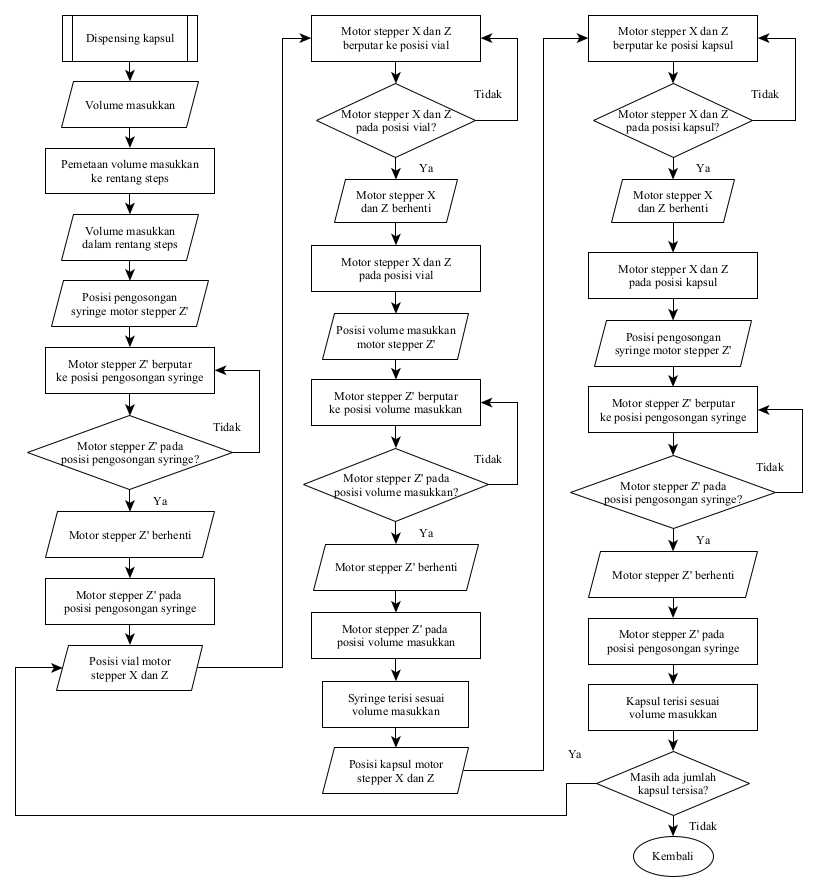 Dispensing kapsul
Volume masukkan
Pemetaan volume masukkan
ke rentang steps
Volume masukkan
dalam rentang steps
Posisi pengosongan
syringe motor stepper Z'
Motor stepper Z' berputar
ke posisi pengosongan syringe
Tidak
Motor stepper Z' pada
posisi pengosongan syringe?
Ya
Motor stepper Z' berhenti
Motor stepper Z' pada
posisi pengosongan syringe
Posisi vial motor
stepper X dan Z
Motor stepper X dan Z
berputar ke posisi vial
Tidak
Motor stepper X dan Z
pada posisi vial?
Ya
Motor stepper X
dan Z berhenti
Motor stepper X dan Z
pada posisi vial
Posisi volume masukkan
motor stepper Z'
Motor stepper Z' berputar
ke posisi volume masukkan
Tidak
Motor stepper Z' pada
posisi volume masukkan?
Ya
Motor stepper Z' berhenti
Motor stepper Z' pada
posisi volume masukkan
Syringe terisi sesuai
volume masukkan
Posisi kapsul motor
stepper X dan Z
Motor stepper X dan Z
berputar ke posisi kapsul
Tidak
Motor stepper X dan Z
pada posisi kapsul?
Ya
Motor stepper X
dan Z berhenti
Motor stepper X dan Z
pada posisi kapsul
Posisi pengosongan
syringe motor stepper Z'
Motor stepper Z' berputar
ke posisi pengosongan syringe
Tidak
Motor stepper Z' pada
posisi pengosongan syringe?
Ya
Motor stepper Z' berhenti
Motor stepper Z' pada
posisi pengosongan syringe
Kapsul terisi sesuai
volume masukkan
Ya
Masih ada jumlah
kapsul tersisa?
Tidak
Kembali